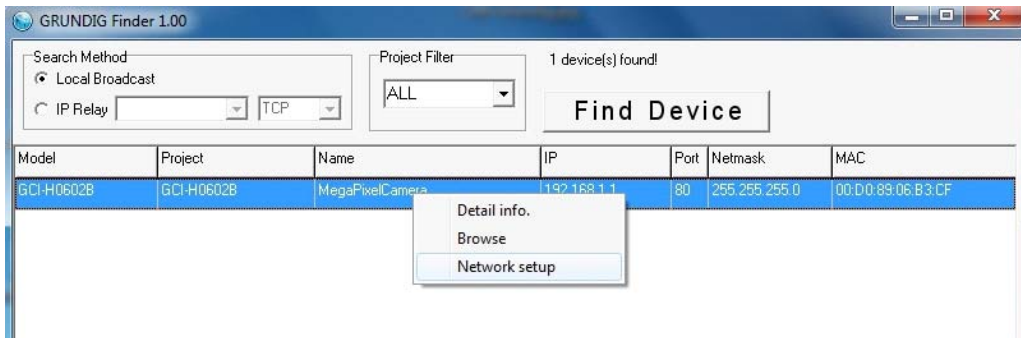 GRUNDIG Finder 1.00
Search Method
Local Broadcast
IP Relay
TCP
Project Filter
ALL
1 device(s) found!
Find Device
Model Project Name IP Port Netmask MAC
GCI-H0602B GCI-H0602B MegaPixelCamera 192.168.1.1 80 255.255.255.0 00:D0:89:06:B3:CF
Detail info.
Browse
Network setup